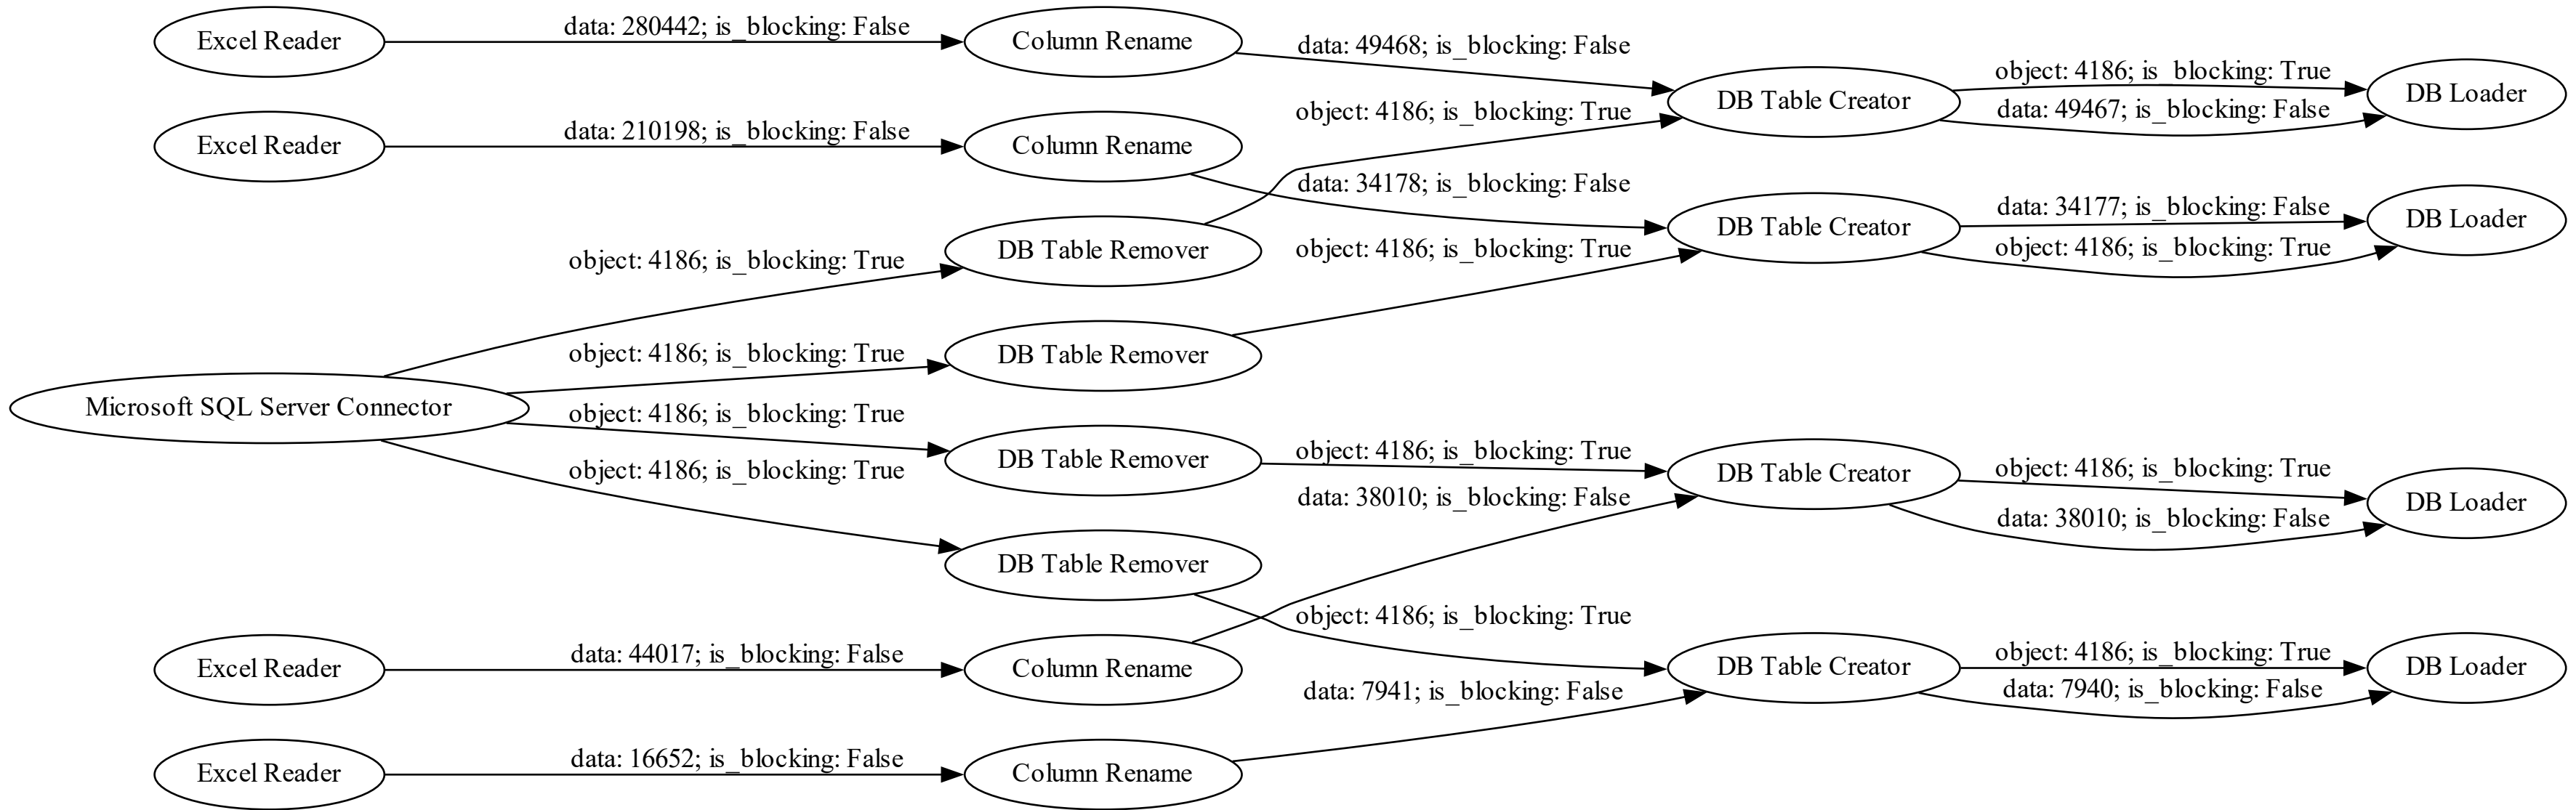 Excel Reader
data: 280442; is_blocking: False
Column Rename
data: 49468; is_blocking: False
object: 4186; is_blocking: True
DB Table Creator
object: 4186; is_blocking: True
data: 49467; is_blocking: False
DB Loader
Excel Reader
data: 210198; is_blocking: False
Column Rename
data: 34178; is_blocking: False
object: 4186; is_blocking: True
DB Table Creator
data: 34177; is_blocking: False
object: 4186; is_blocking: True
DB Loader
object: 4186; is_blocking: True
DB Table Remover
object: 4186; is_blocking: True
DB Table Remover
Microsoft SQL Server Connector
object: 4186; is_blocking: True
DB Table Remover
object: 4186; is_blocking: True
data: 38010; is_blocking: False
DB Table Creator
object: 4186; is_blocking: True
data: 38010; is_blocking: False
DB Loader
object: 4186; is_blocking: True
DB Table Remover
object: 4186; is_blocking: True
Excel Reader
data: 44017; is_blocking: False
Column Rename
data: 7941; is_blocking: False
DB Table Creator
object: 4186; is_blocking: True
data: 7940; is_blocking: False
DB Loader
Excel Reader
data: 16652; is_blocking: False
Column Rename